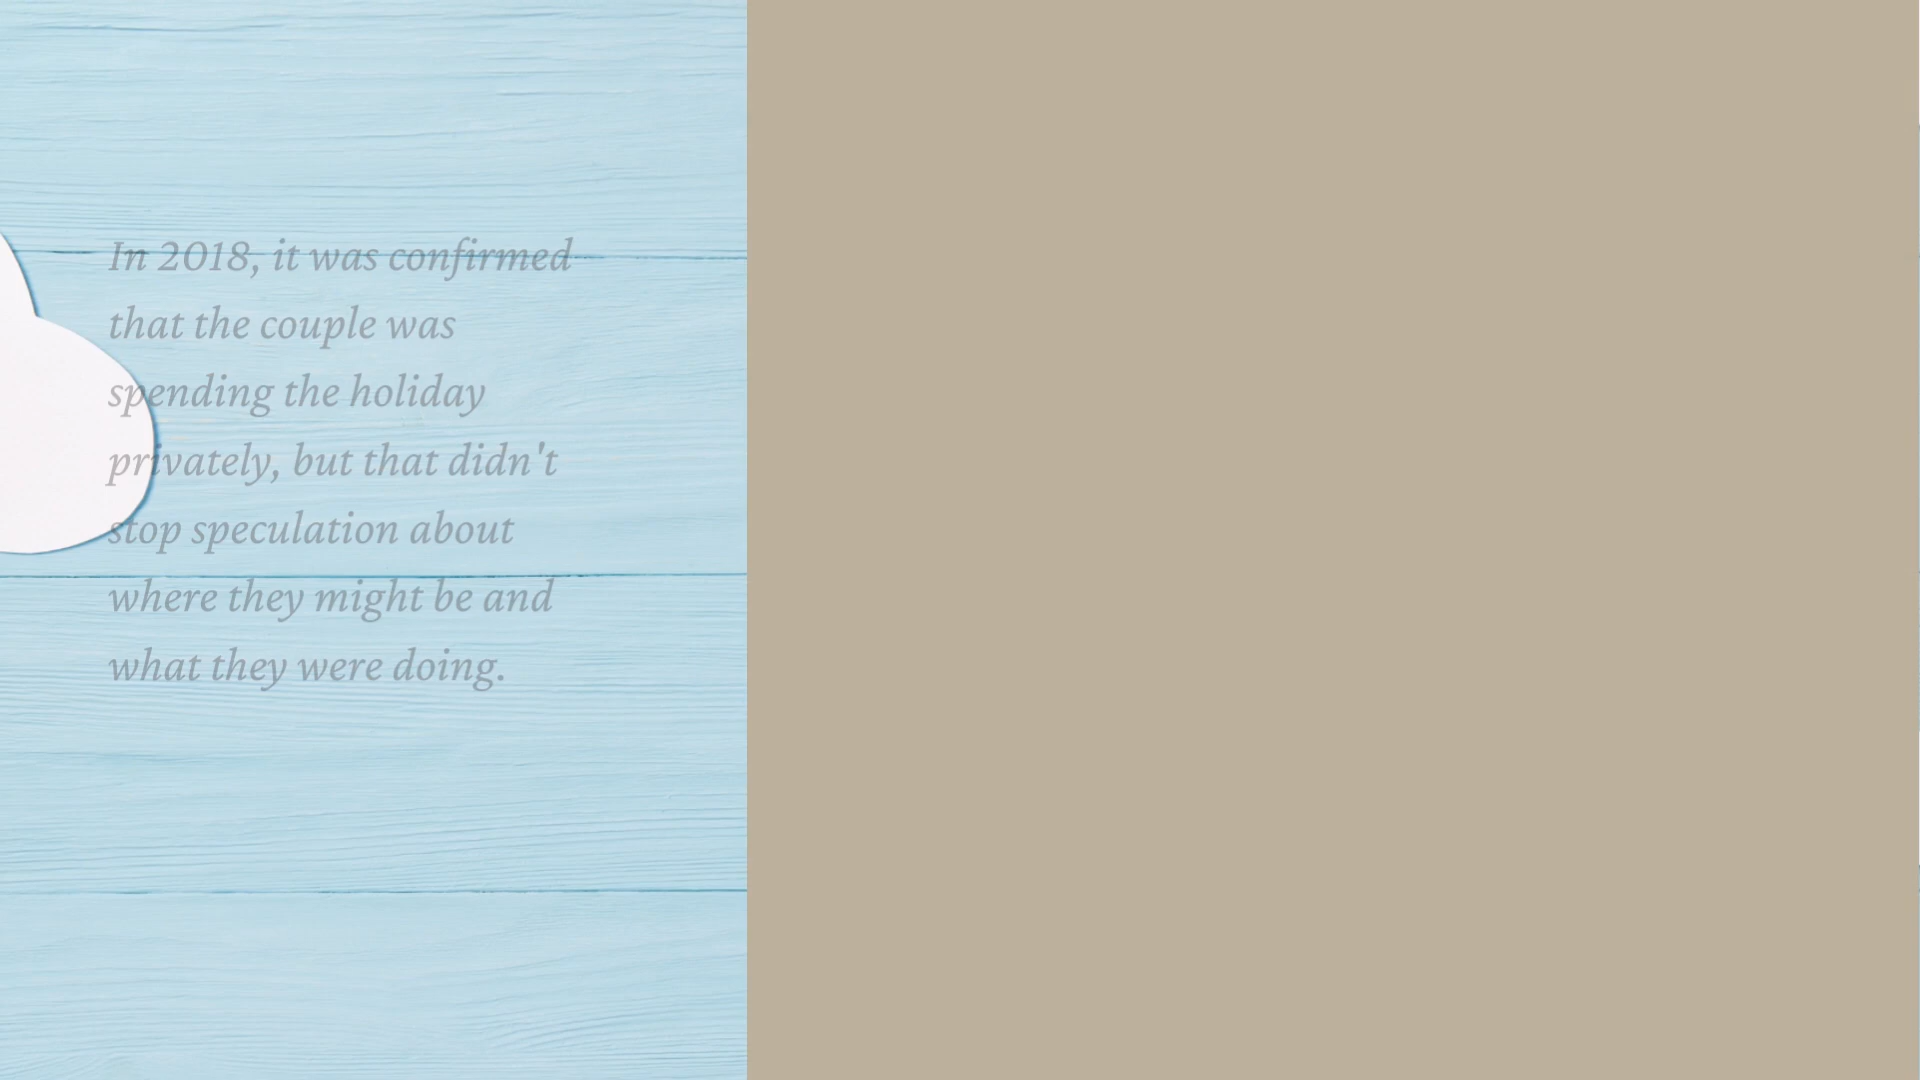 In 2018, it was confirmed
that the couple was
spending the holiday
privately, but that didn't
stop speculation about
where they might be and
what they were doing.